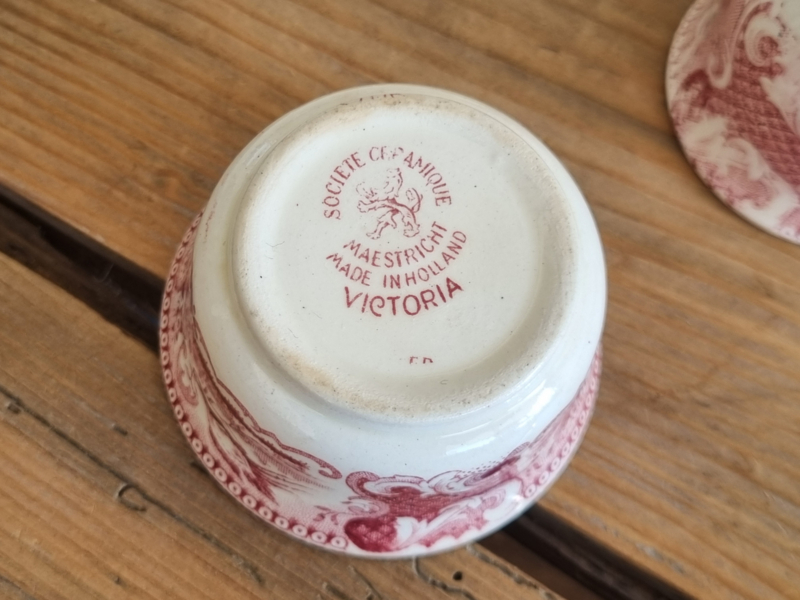 SOCIETE CERAMIQUE
MAESTRICHT
MADE IN HOLLAND
VICTORIA